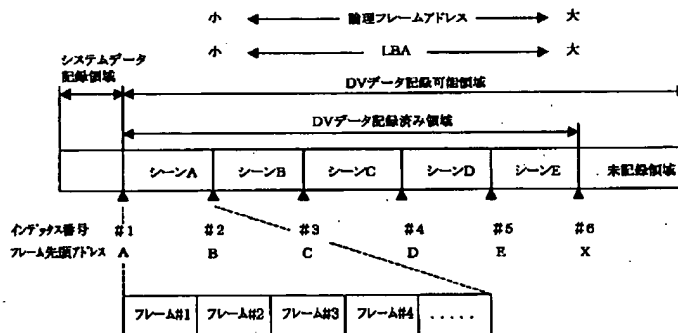 小 論理フレームアドレス 大
小 LBA 大
システムデータ
記録領域
DVデータ記録可能領域
DVデータ記録済み領域
シーンA シーンB シーンC シーンD シーンE 未記録領域
インデックス番号 #1 #2 #3 #4 #5 #6
フレーム先頭アドレス A B C D E X
フレーム#1 フレーム#2 フレーム#3 フレーム#4 .....